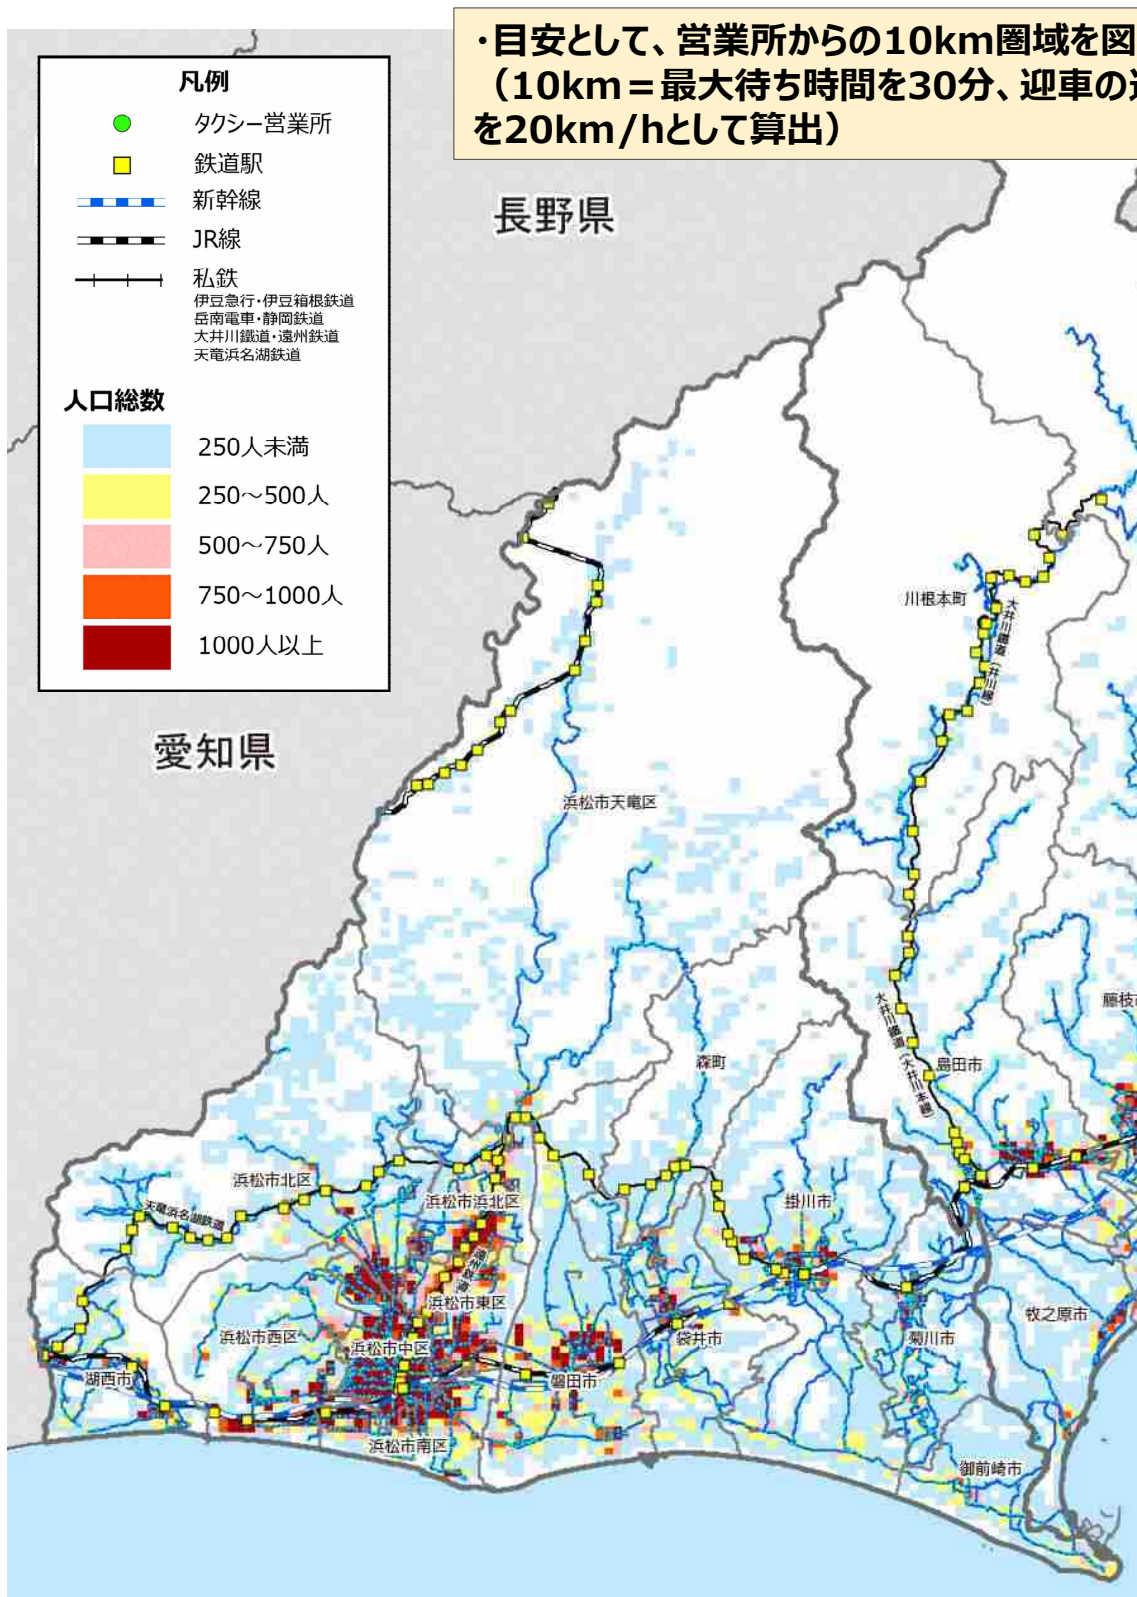 ・目安として、営業所からの10km圏域を図
（10km＝最大待ち時間を30分、迎車の
を20km/hとして算出）
凡例
タクシー営業所
鉄道駅
新幹線
JR線
私鉄
伊豆急行・伊豆箱根鉄道
岳南電車・静岡鉄道
大井川鐵道・遠州鉄道
天竜浜名湖鉄道
人口総数
250人未満
250～500人
500～750人
750～1000人
1000人以上
長野県
愛知県
川根本町
大井川鐵道（井川線）
浜松市天竜区
藤枝
大井川鐵道（大井川本線）
島田市
森町
浜松市北区
浜松市浜北区
掛川市
天竜浜名湖鉄道
遠州鉄道
浜松市東区
牧之原市
浜松市西区
浜松市中区
袋井市
菊川市
湖西市
磐田市
浜松市南区
御前崎市